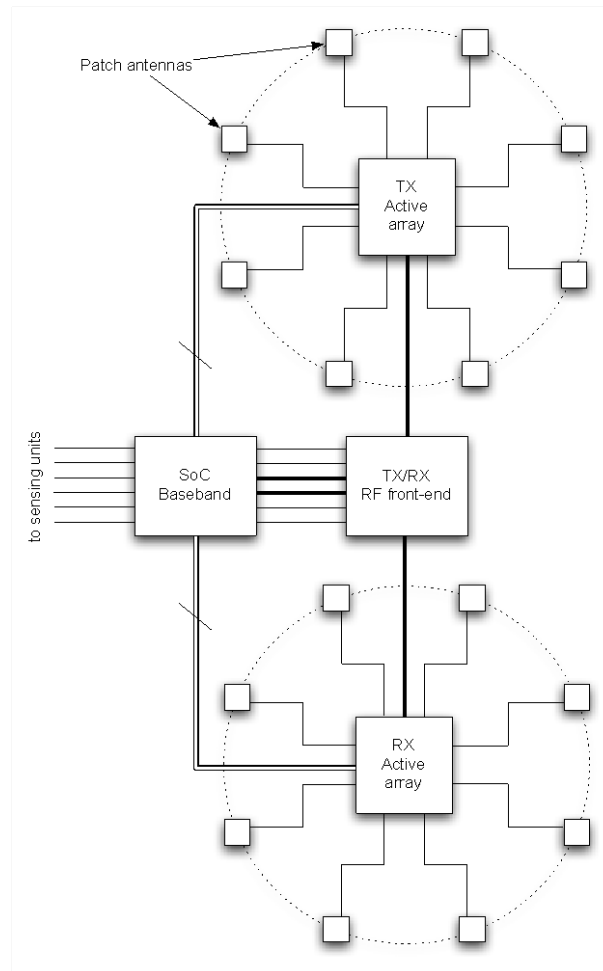 Patch antennas
TX
Active
array
to sensing units
SoC
Baseband
TX/RX
RF front-end
RX
Active
array